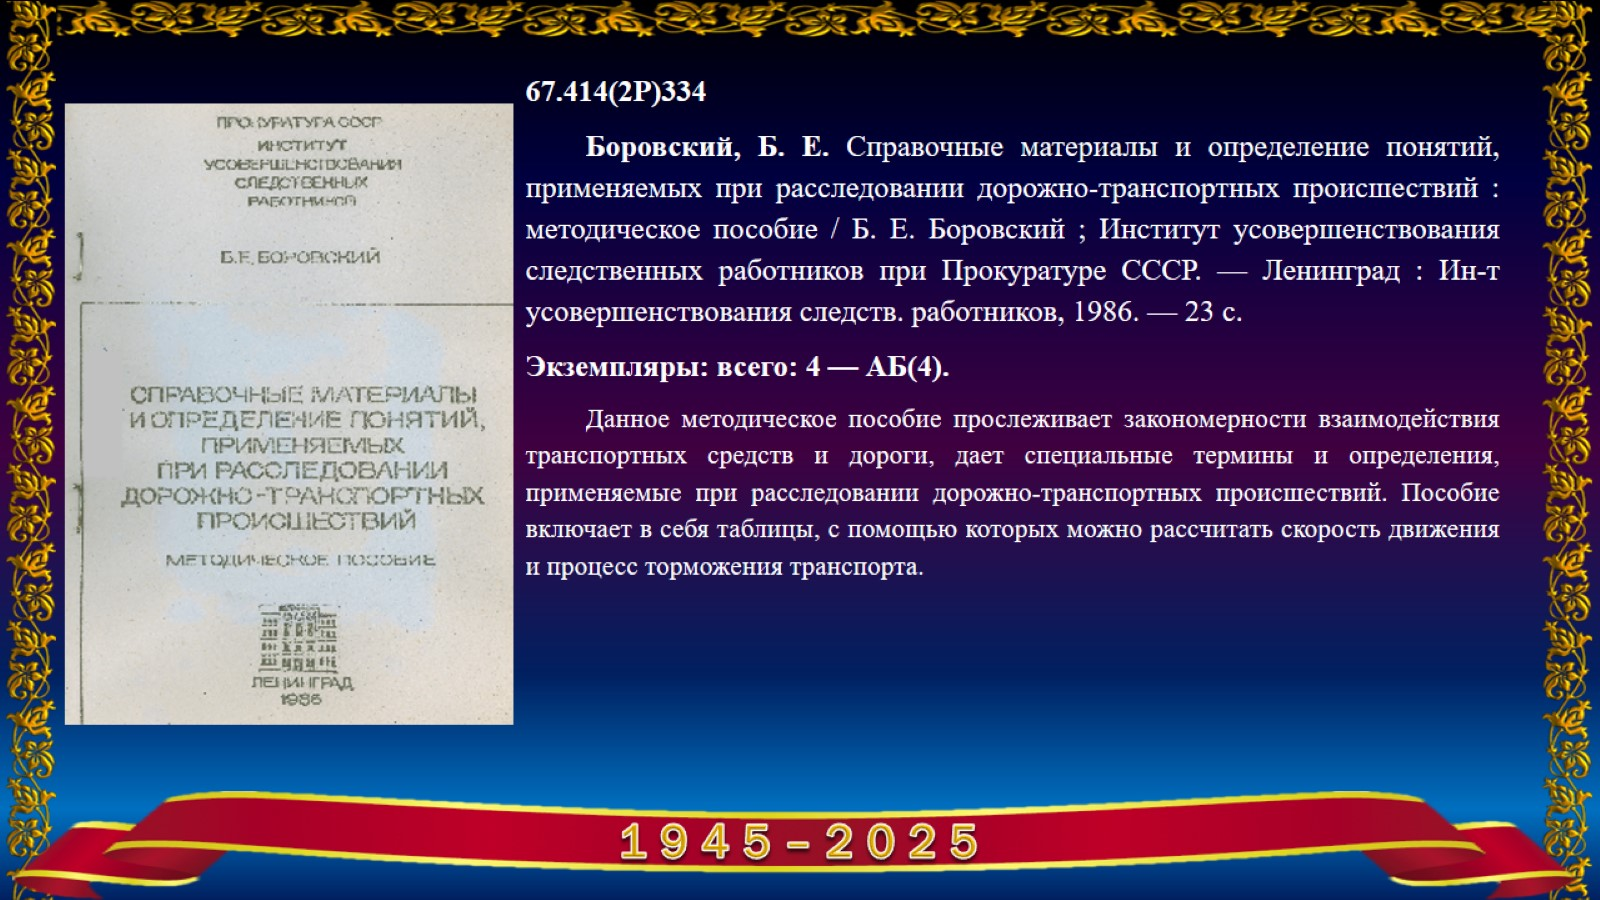 ПРОКУРАТУРА СССР
ИНСТИТУТ
УСОВЕРШЕНСТВОВАНИЯ
СЛЕДСТВЕННЫХ
РАБОТНИКОВ
Б.Е. БОРОВСКИЙ
СПРАВОЧНЫЕ МАТЕРИАЛЫ
И ОПРЕДЕЛЕНИЕ ПОНЯТИЙ,
ПРИМЕНЯЕМЫХ
ПРИ РАССЛЕДОВАНИИ
ДОРОЖНО-ТРАНСПОРТНЫХ
ПРОИСШЕСТВИЙ
МЕТОДИЧЕСКОЕ ПОСОБИЕ
ЛЕНИНГРАД
1986
67.414(2Р)334
Боровский, Б. Е. Справочные материалы и определение понятий,
применяемых при расследовании дорожно-транспортных происшествий :
методическое пособие / Б. Е. Боровский ; Институт усовершенствования
следственных работников при Прокуратуре СССР. — Ленинград : Ин-т
усовершенствования следств. работников, 1986. — 23 с.
Экземпляры: всего: 4 — АБ(4).
Данное методическое пособие прослеживает закономерности взаимодействия
транспортных средств и дороги, дает специальные термины и определения,
применяемые при расследовании дорожно-транспортных происшествий. Пособие
включает в себя таблицы, с помощью которых можно рассчитать скорость движения
и процесс торможения транспорта.
1945–2025